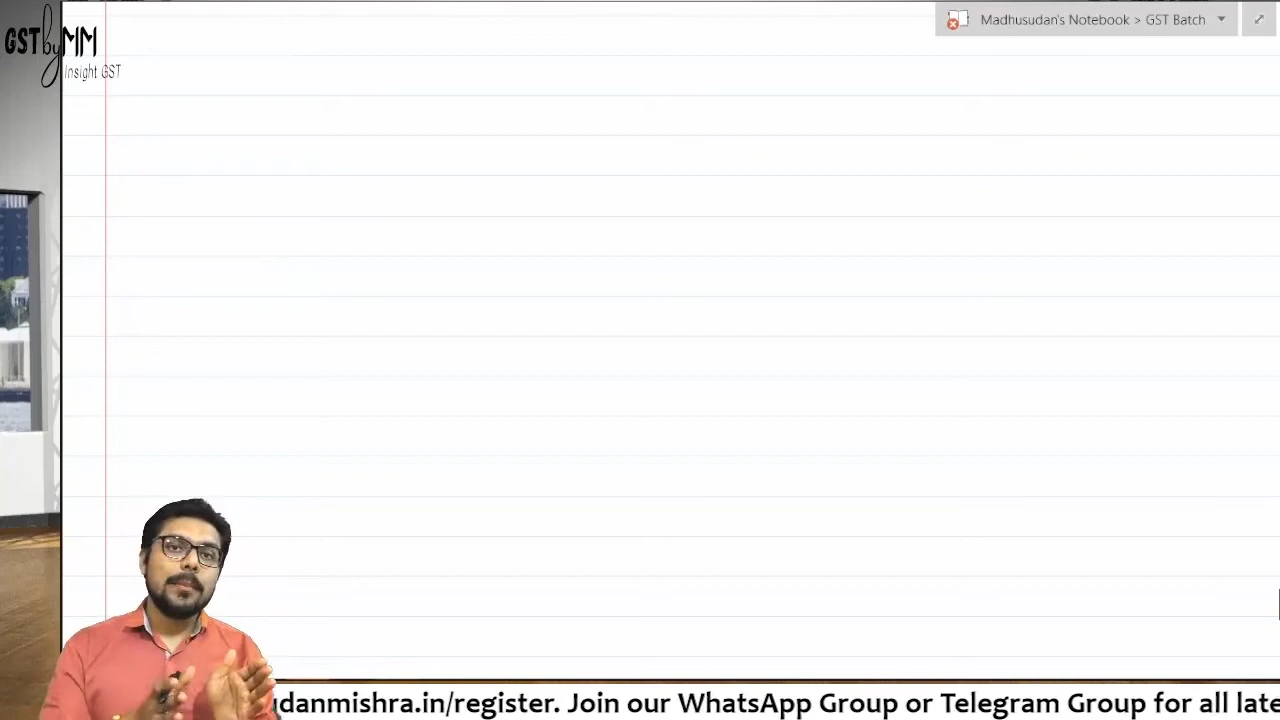 GST by MM
Insight GST
Madhusudan's Notebook > GST Batch
udanmishra.in/register. Join our WhatsApp Group or Telegram Group for all late